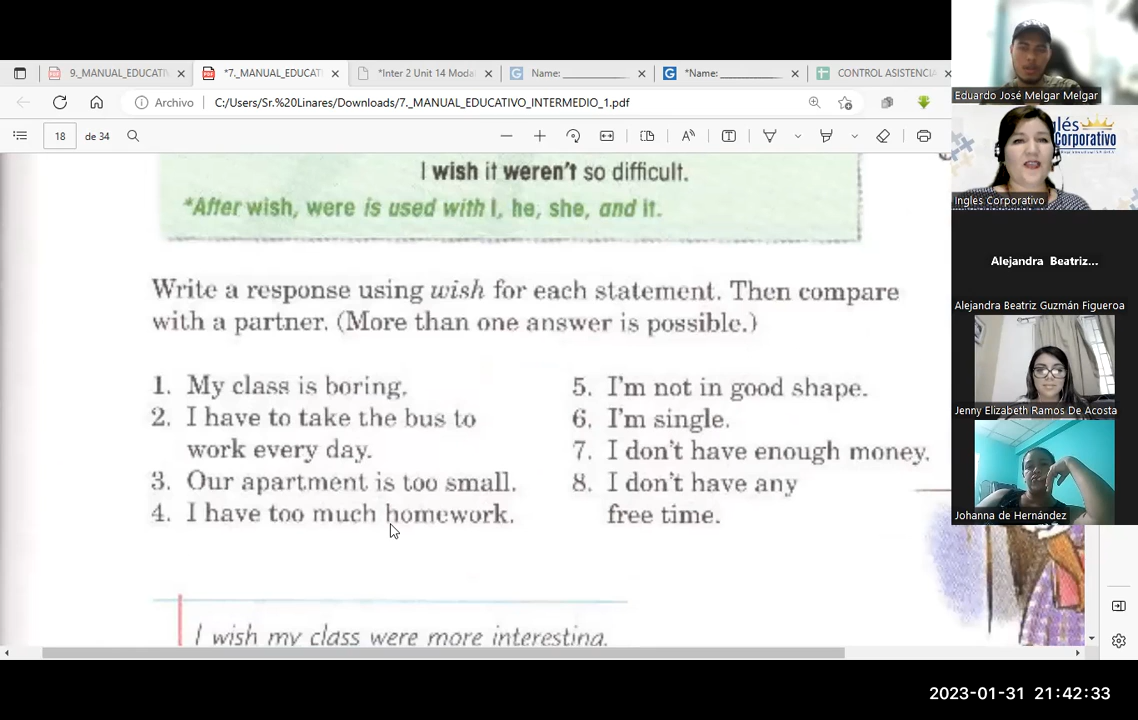 9._MANUAL_EDUCATI
*7._MANUAL_EDUCAT
*Inter 2 Unit 14 Moda
Name: ____________
*Name: ___________
CONTROL ASISTENCIA
Archivo
C:/Users/Sr.%20Linares/Downloads/7._MANUAL_EDUCATIVO_INTERMEDIO_1.pdf
18
de 34
I wish it weren't so difficult.
*After wish, were is used with I, he, she, and it.
Write a response using wish for each statement. Then compare
with a partner. (More than one answer is possible.)
1. My class is boring.
2. I have to take the bus to
work every day.
3. Our apartment is too small.
4. I have too much homework.
5. I'm not in good shape.
6. I'm single.
7. I don't have enough money.
8. I don't have any
free time.
I wish my class were more interesting.
Eduardo José Melgar Melgar
glés
Corporativo
Ingles Corporativo
Alejandra Beatriz...
Alejandra Beatriz Guzmán Figueroa
Jenny Elizabeth Ramos De Acosta
Johanna de Hernández
2023-01-31 21:42:33